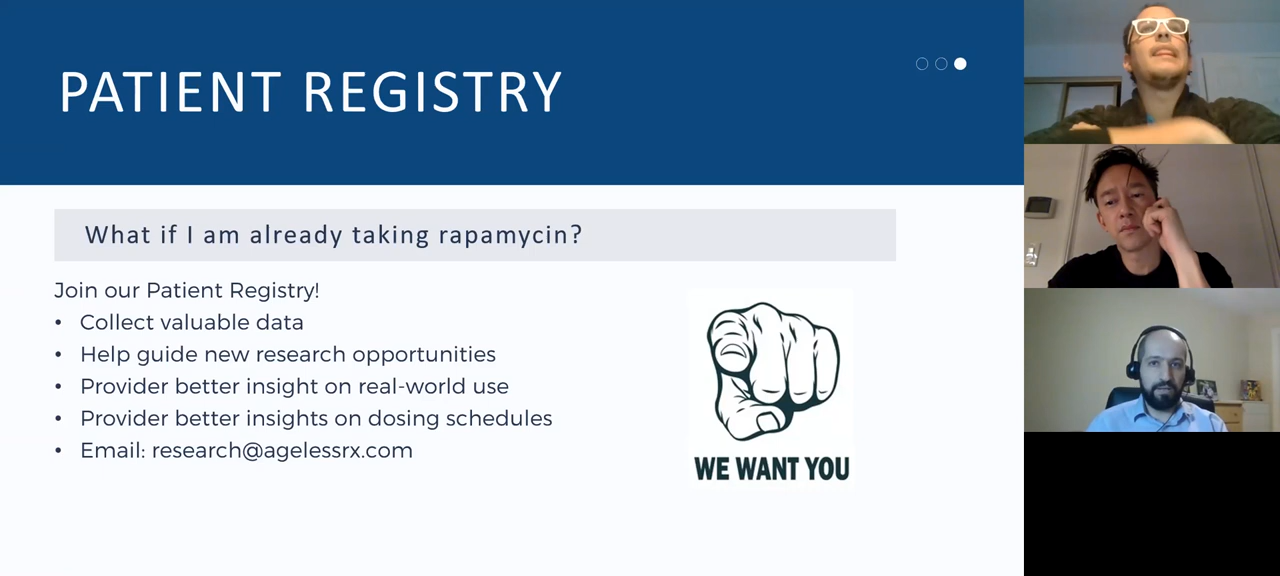 PATIENT REGISTRY
What if I am already taking rapamycin?
Join our Patient Registry!
• Collect valuable data
• Help guide new research opportunities
• Provider better insight on real-world use
• Provider better insights on dosing schedules
• Email: research@agelessrx.com
WE WANT YOU